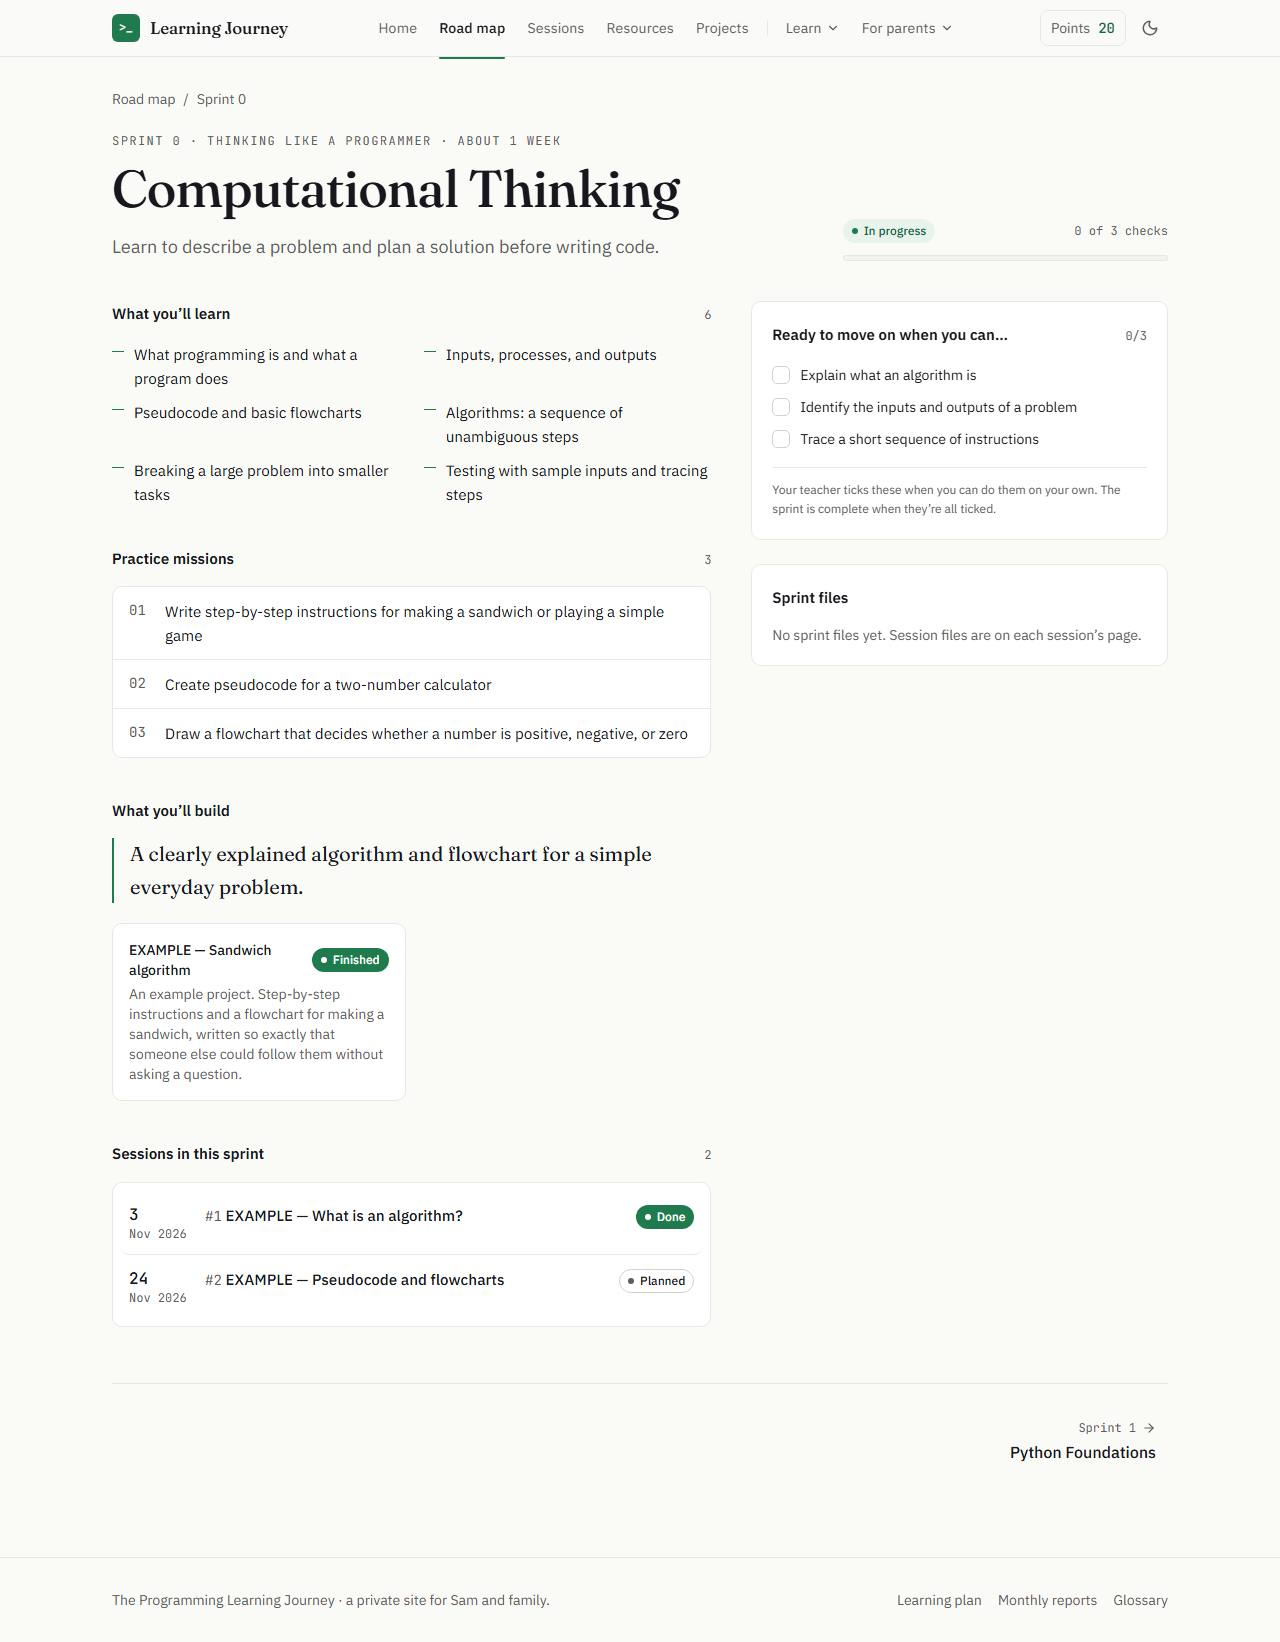 >_ Learning Journey Home Road map Sessions Resources Projects Learn For parents Points 20
Road map / Sprint 0
SPRINT 0 · THINKING LIKE A PROGRAMMER · ABOUT 1 WEEK
Computational Thinking
Learn to describe a problem and plan a solution before writing code.
In progress 0 of 3 checks
What you’ll learn 6
What programming is and what a
program does
Inputs, processes, and outputs
Pseudocode and basic flowcharts
Algorithms: a sequence of
unambiguous steps
Breaking a large problem into smaller
tasks
Testing with sample inputs and tracing
steps
Ready to move on when you can… 0/3
Explain what an algorithm is
Identify the inputs and outputs of a problem
Trace a short sequence of instructions
Your teacher ticks these when you can do them on your own. The
sprint is complete when they’re all ticked.
Sprint files
No sprint files yet. Session files are on each session’s page.
Practice missions 3
01 Write step-by-step instructions for making a sandwich or playing a simple
game
02 Create pseudocode for a two-number calculator
03 Draw a flowchart that decides whether a number is positive, negative, or zero
What you’ll build
A clearly explained algorithm and flowchart for a simple
everyday problem.
EXAMPLE — Sandwich
algorithm
Finished
An example project. Step-by-step
instructions and a flowchart for making a
sandwich, written so exactly that
someone else could follow them without
asking a question.
Sessions in this sprint 2
3
Nov 2026
#1 EXAMPLE — What is an algorithm? Done
24
Nov 2026
#2 EXAMPLE — Pseudocode and flowcharts Planned
Sprint 1 →
Python Foundations
The Programming Learning Journey · a private site for Sam and family. Learning plan Monthly reports Glossary